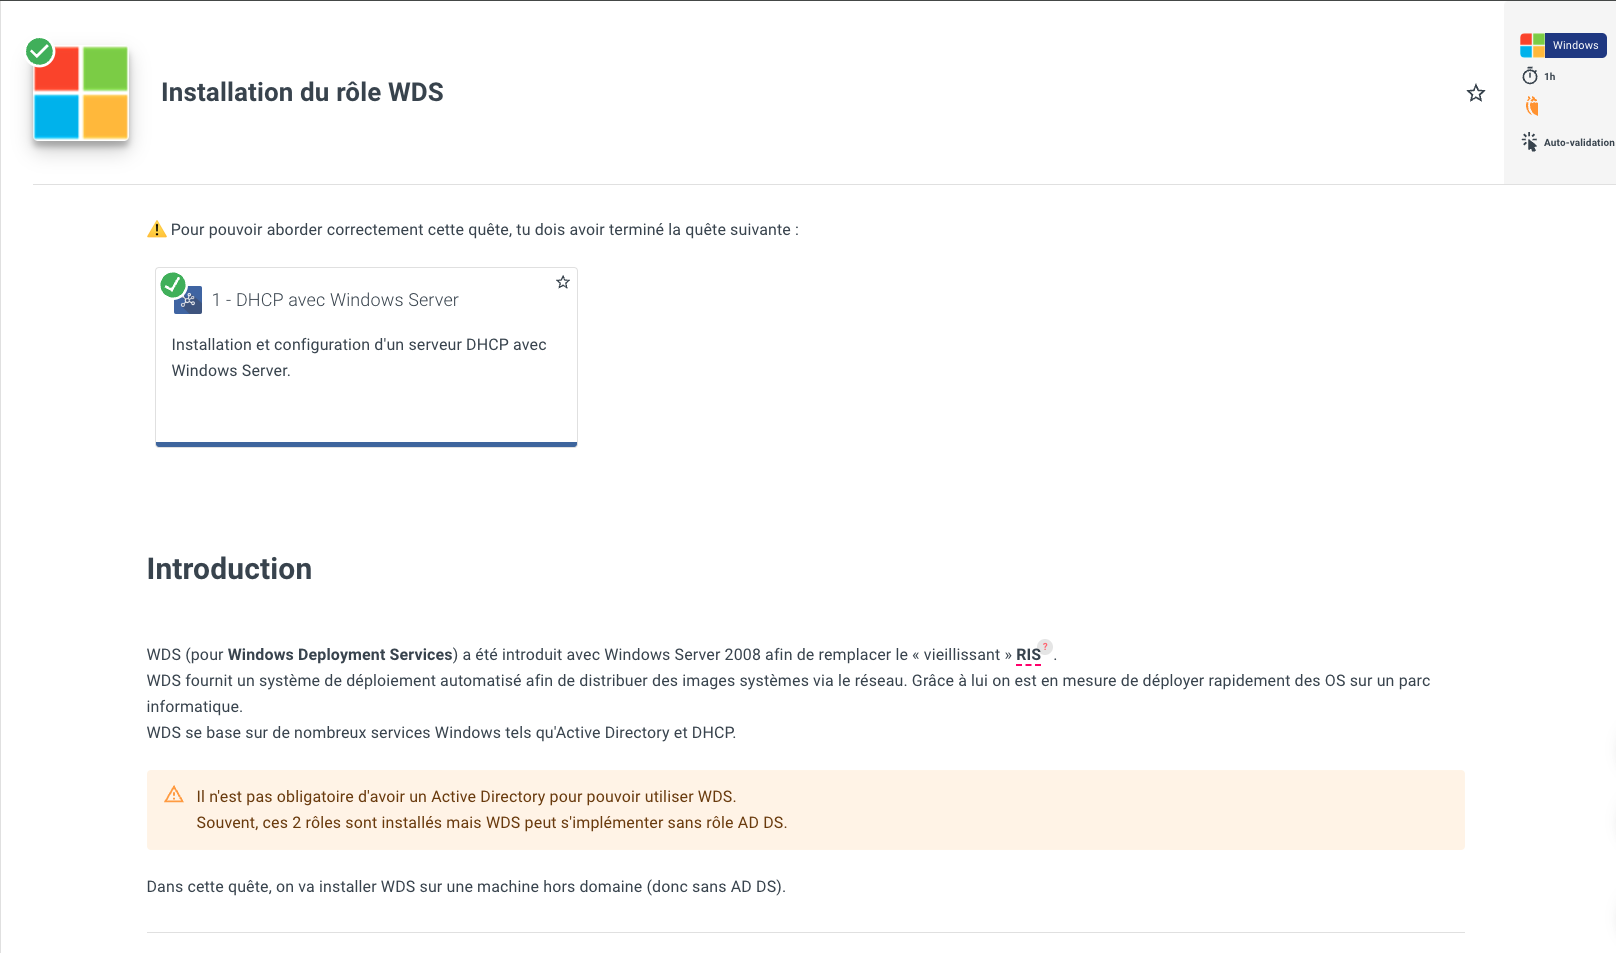 Installation du rôle WDS
Windows
1h
Auto-validation
Pour pouvoir aborder correctement cette quête, tu dois avoir terminé la quête suivante :
1 - DHCP avec Windows Server
Installation et configuration d'un serveur DHCP avec
Windows Server.
Introduction
WDS (pour Windows Deployment Services) a été introduit avec Windows Server 2008 afin de remplacer le « vieillissant » RIS ? .
WDS fournit un système de déploiement automatisé afin de distribuer des images systèmes via le réseau. Grâce à lui on est en mesure de déployer rapidement des OS sur un parc
informatique.
WDS se base sur de nombreux services Windows tels qu'Active Directory et DHCP.
Il n'est pas obligatoire d'avoir un Active Directory pour pouvoir utiliser WDS.
Souvent, ces 2 rôles sont installés mais WDS peut s'implémenter sans rôle AD DS.
Dans cette quête, on va installer WDS sur une machine hors domaine (donc sans AD DS).